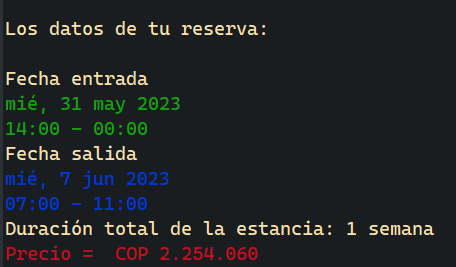 Los datos de tu reserva:
Fecha entrada
mié, 31 may 2023
14:00 - 00:00
Fecha salida
mié, 7 jun 2023
07:00 - 11:00
Duración total de la estancia: 1 semana
Precio =  COP 2.254.060